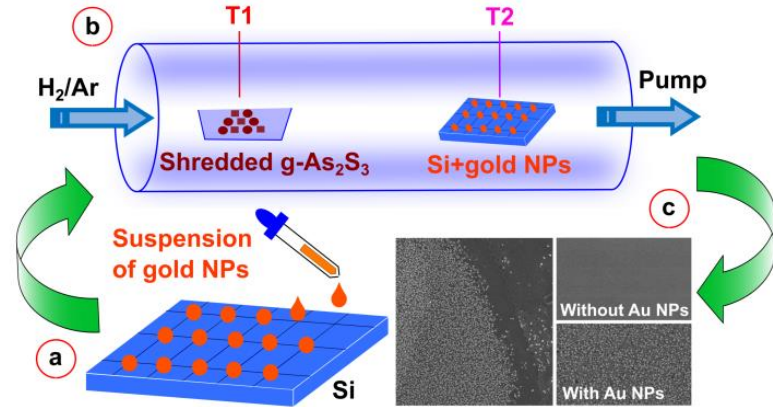 b
T1
T2
H₂/Ar
Pump
Shredded g-As₂S₃
Si+gold NPs
c
Suspension
of gold NPs
Without Au NPs
a
Si
With Au NPs